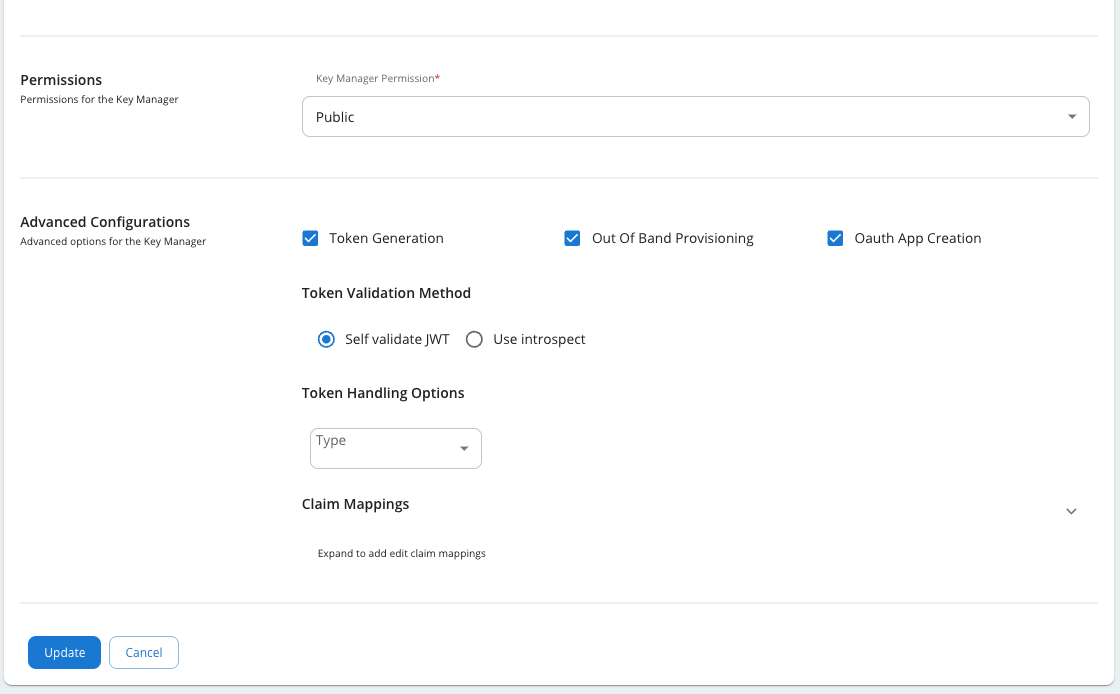 Permissions
Permissions for the Key Manager
Key Manager Permission*
Public
Advanced Configurations
Advanced options for the Key Manager
Token Generation
Out Of Band Provisioning
Oauth App Creation
Token Validation Method
Self validate JWT
Use introspect
Token Handling Options
Type
Claim Mappings
Expand to add edit claim mappings
Update
Cancel